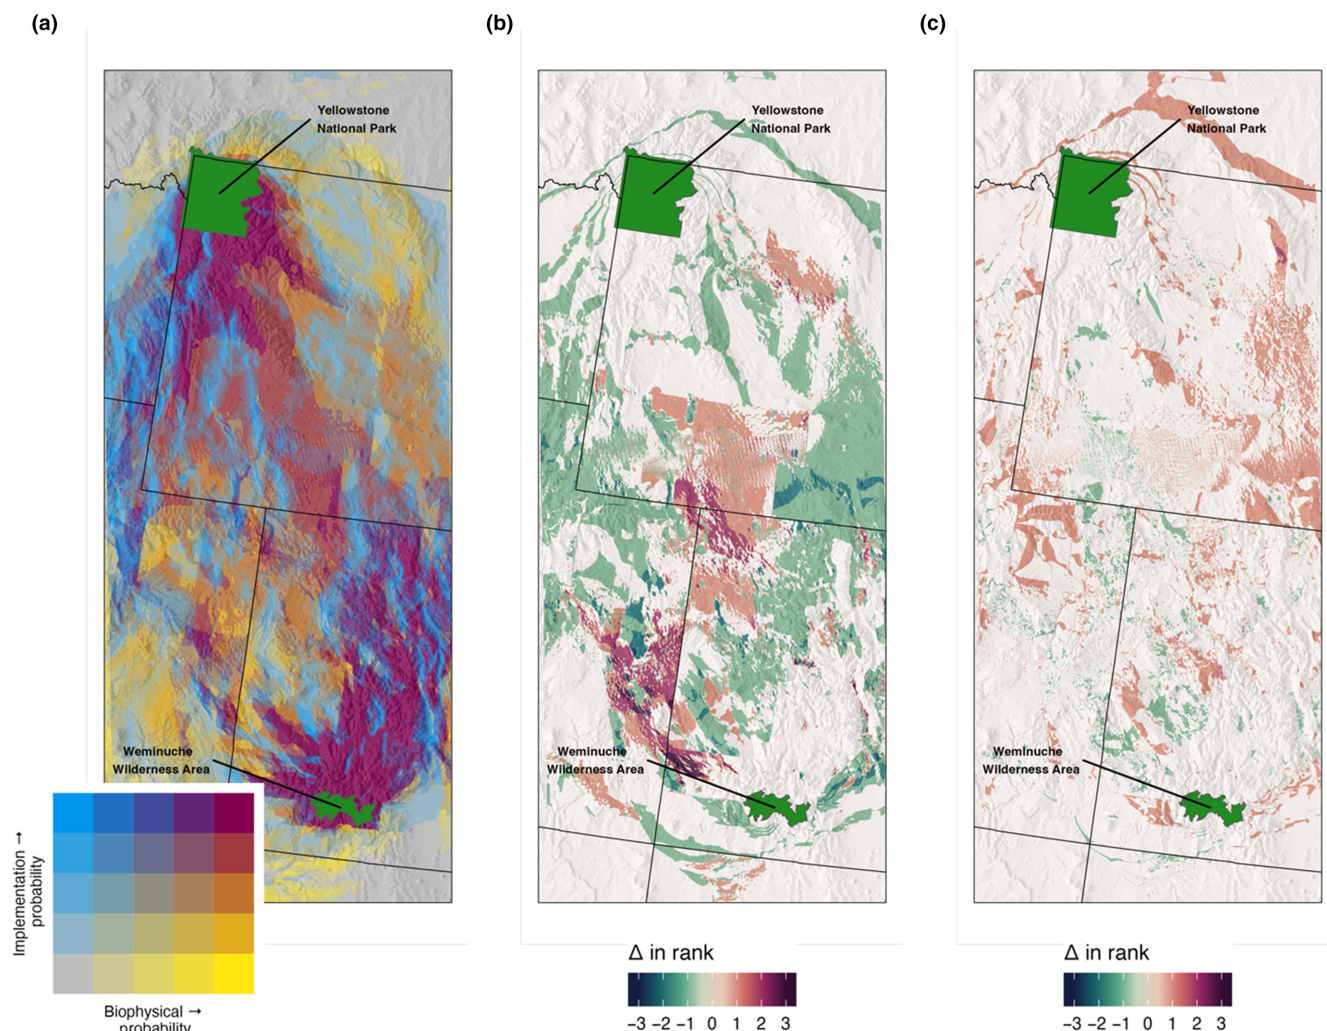 (a)
(b)
(c)
Yellowstone
National Park
Yellowstone
National Park
Yellowstone
National Park
Weminuche
Wilderness Area
Weminuche
Wilderness Area
Weminuche
Wilderness Area
Implementation →
probability
Biophysical →
probability
Δ in rank
−3 −2 −1 0 1 2 3
Δ in rank
−3 −2 −1 0 1 2 3